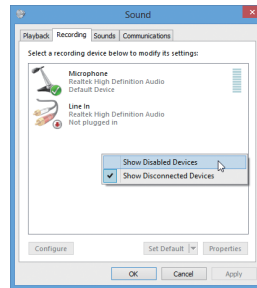 Sound
Playback Recording Sounds Communications
Select a recording device below to modify its settings:
Microphone
Realtek High Definition Audio
Default Device
Line In
Realtek High Definition Audio
Not plugged in
Show Disabled Devices
Show Disconnected Devices
Configure Set Default Properties
OK Cancel Apply